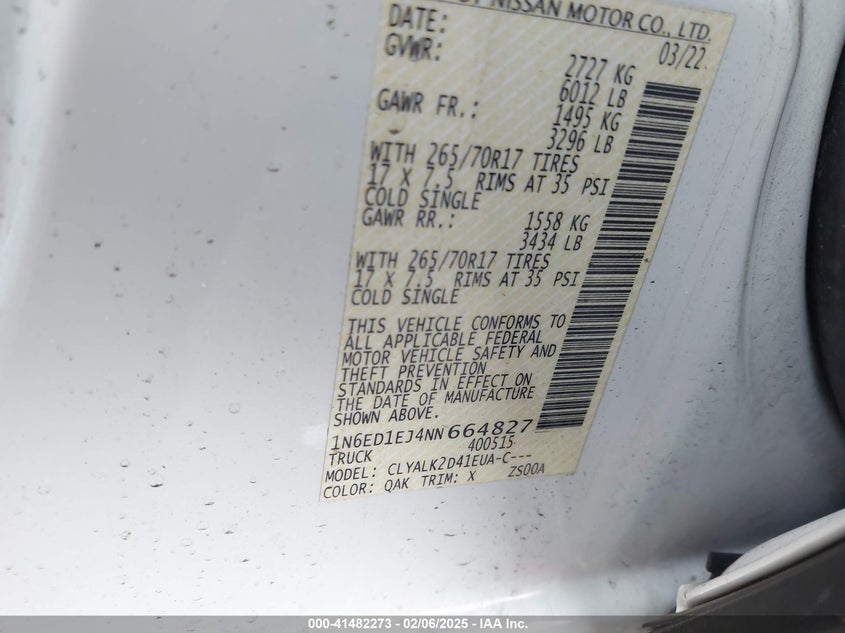 NISSAN MOTOR CO., LTD.
DATE: 03/22
GVWR: 2727 KG
6012 LB
GAWR FR.: 1495 KG
3296 LB
WITH 265/70R17 TIRES
17 X 7.5 RIMS AT 35 PSI
COLD SINGLE
GAWR RR.: 1558 KG
3434 LB
WITH 265/70R17 TIRES
17 X 7.5 RIMS AT 35 PSI
COLD SINGLE
THIS VEHICLE CONFORMS TO
ALL APPLICABLE FEDERAL
MOTOR VEHICLE SAFETY AND
THEFT PREVENTION
STANDARDS IN EFFECT ON
THE DATE OF MANUFACTURE
SHOWN ABOVE.
1N6ED1EJ4NN664827
TRUCK 400515
MODEL: CLYALK2D41EUA-C---
COLOR: QAK TRIM: X ZS00A
000-41482273 - 02/06/2025 - IAA Inc.